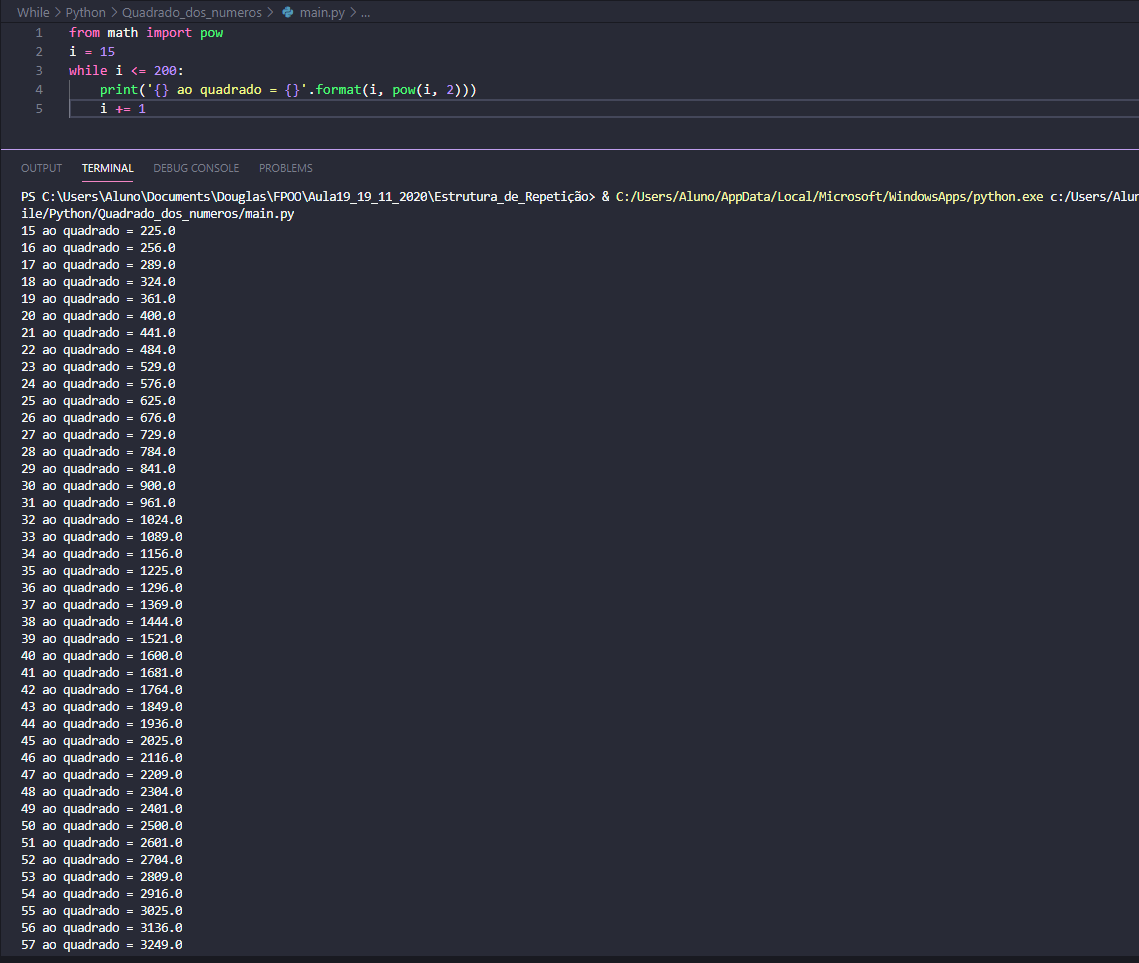 While > Python > Quadrado_dos_numeros > main.py > ...
1 from math import pow
2 i = 15
3 while i <= 200:
4     print('{} ao quadrado = {}'.format(i, pow(i, 2)))
5     i += 1
OUTPUT TERMINAL DEBUG CONSOLE PROBLEMS
PS C:\Users\Aluno\Documents\Douglas\FPOO\Aula19_19_11_2020\Estrutura_de_Repetição> & C:/Users/Aluno/AppData/Local/Microsoft/WindowsApps/python.exe c:/Users/Alun
ile/Python/Quadrado_dos_numeros/main.py
15 ao quadrado = 225.0
16 ao quadrado = 256.0
17 ao quadrado = 289.0
18 ao quadrado = 324.0
19 ao quadrado = 361.0
20 ao quadrado = 400.0
21 ao quadrado = 441.0
22 ao quadrado = 484.0
23 ao quadrado = 529.0
24 ao quadrado = 576.0
25 ao quadrado = 625.0
26 ao quadrado = 676.0
27 ao quadrado = 729.0
28 ao quadrado = 784.0
29 ao quadrado = 841.0
30 ao quadrado = 900.0
31 ao quadrado = 961.0
32 ao quadrado = 1024.0
33 ao quadrado = 1089.0
34 ao quadrado = 1156.0
35 ao quadrado = 1225.0
36 ao quadrado = 1296.0
37 ao quadrado = 1369.0
38 ao quadrado = 1444.0
39 ao quadrado = 1521.0
40 ao quadrado = 1600.0
41 ao quadrado = 1681.0
42 ao quadrado = 1764.0
43 ao quadrado = 1849.0
44 ao quadrado = 1936.0
45 ao quadrado = 2025.0
46 ao quadrado = 2116.0
47 ao quadrado = 2209.0
48 ao quadrado = 2304.0
49 ao quadrado = 2401.0
50 ao quadrado = 2500.0
51 ao quadrado = 2601.0
52 ao quadrado = 2704.0
53 ao quadrado = 2809.0
54 ao quadrado = 2916.0
55 ao quadrado = 3025.0
56 ao quadrado = 3136.0
57 ao quadrado = 3249.0